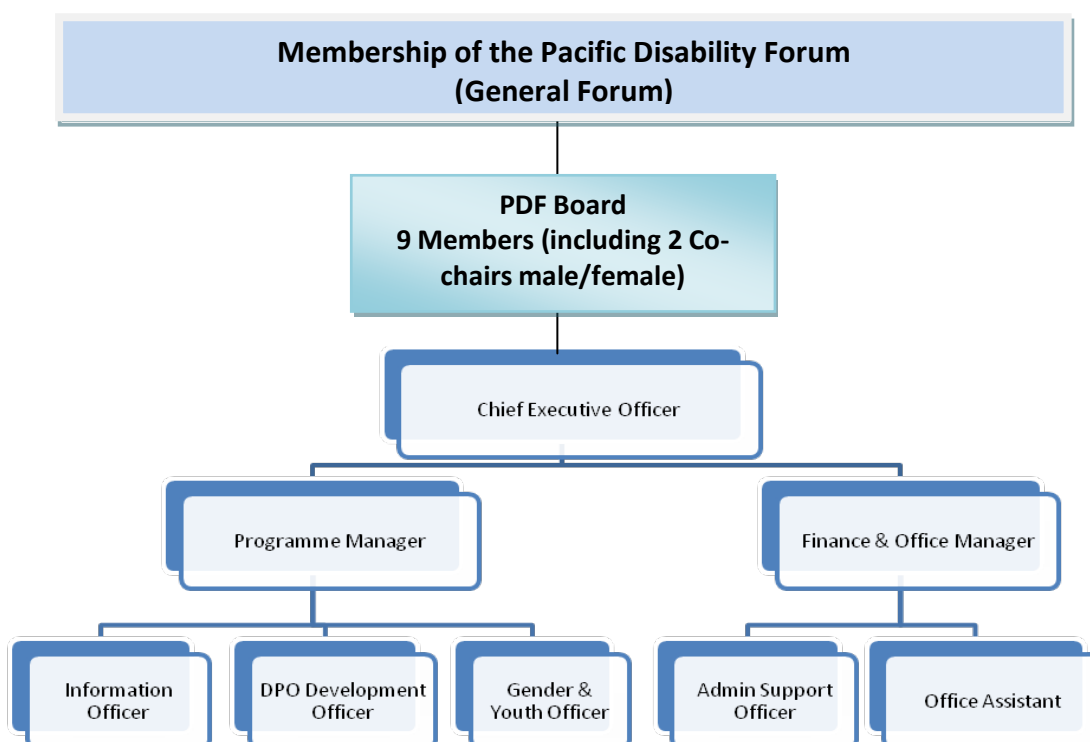 Membership of the Pacific Disability Forum
(General Forum)
PDF Board
9 Members (including 2 Co-
chairs male/female)
Chief Executive Officer
Programme Manager
Finance & Office Manager
Information
Officer
DPO Development
Officer
Gender &
Youth Officer
Admin Support
Officer
Office Assistant